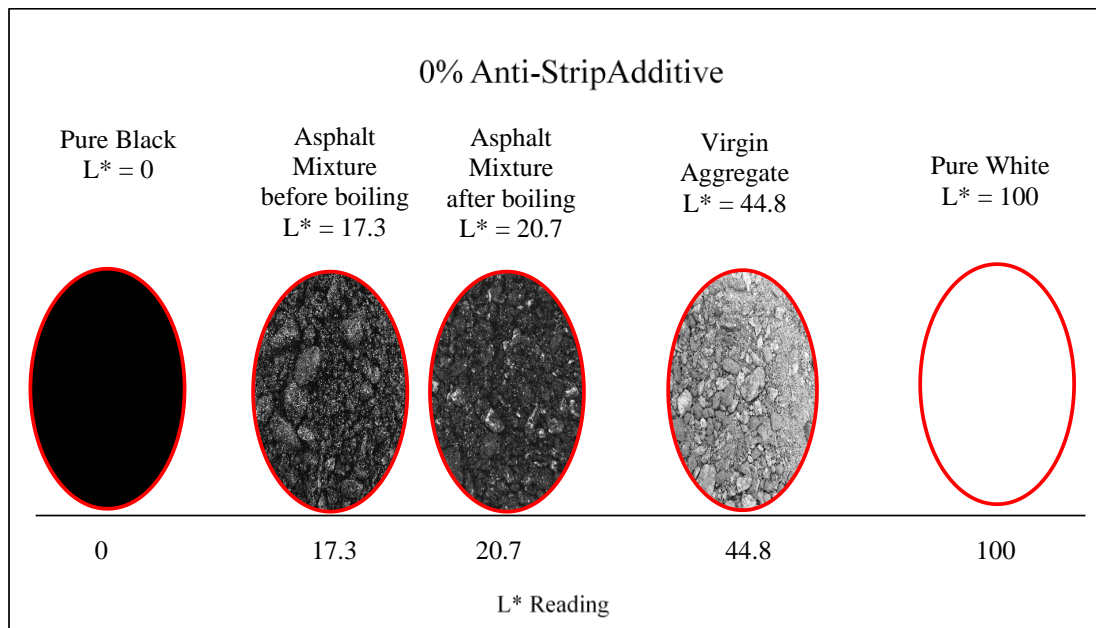 0% Anti-StripAdditive
Pure Black
L* = 0
Asphalt
Mixture
before boiling
L* = 17.3
Asphalt
Mixture
after boiling
L* = 20.7
Virgin
Aggregate
L* = 44.8
Pure White
L* = 100
0
17.3
20.7
44.8
100
L* Reading